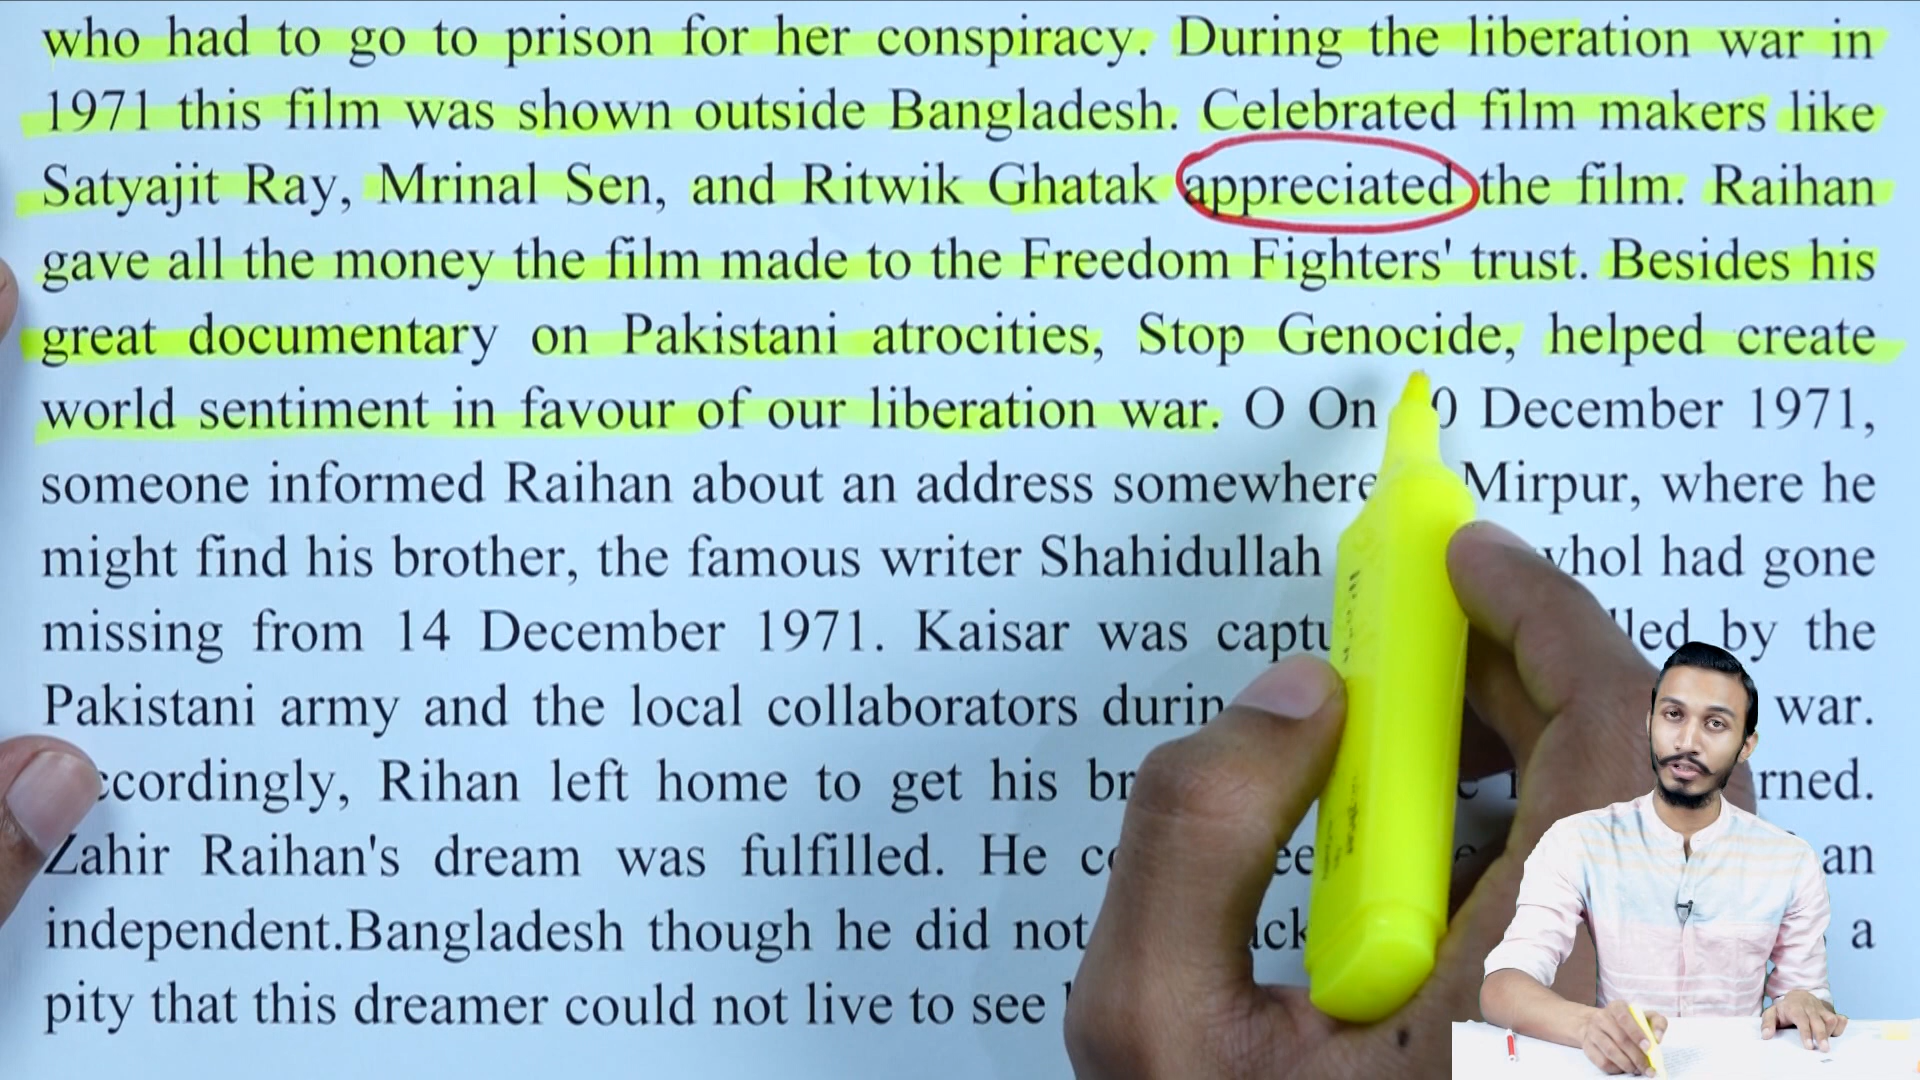 who had to go to prison for her conspiracy. During the liberation war in
1971 this film was shown outside Bangladesh. Celebrated film makers like
Satyajit Ray, Mrinal Sen, and Ritwik Ghatak appreciated the film. Raihan
gave all the money the film made to the Freedom Fighters' trust. Besides his
great documentary on Pakistani atrocities, Stop Genocide, helped create
world sentiment in favour of our liberation war. O On 0 December 1971,
someone informed Raihan about an address somewhere Mirpur, where he
might find his brother, the famous writer Shahidullah whol had gone
missing from 14 December 1971. Kaisar was by the
Pakistani army and the local collaborators war.
Rihan left home to get his
Zahir Raihan's dream was fulfilled. He an
independent.Bangladesh though he did not a
pity that this dreamer could not live to see